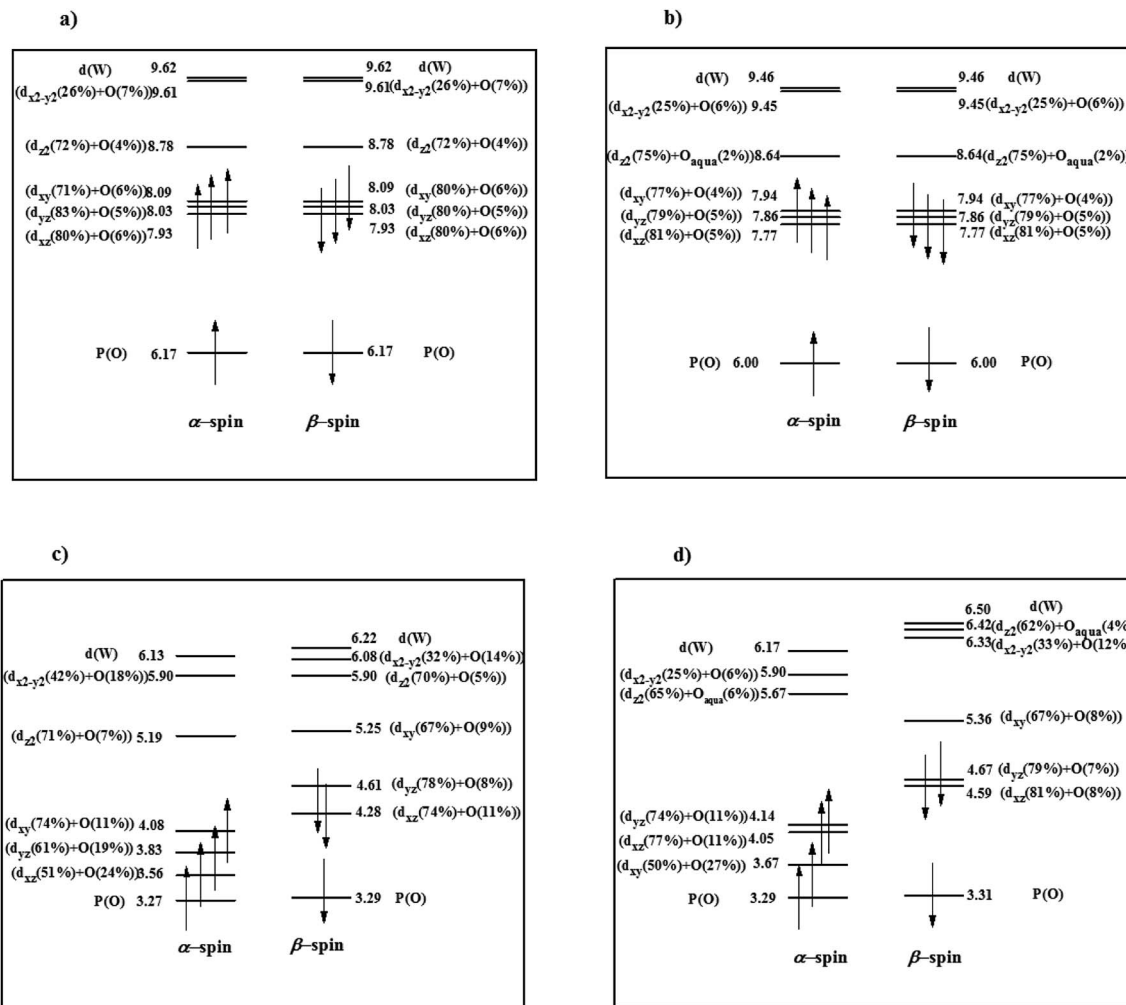 a)
d(W) 9.62
9.62 d(W)
(dx2-y2(26%)+O(7%))9.61
9.61(dx2-y2(26%)+O(7%))
(dz2(72%)+O(4%))8.78
8.78 (dz2(72%)+O(4%))
(dxy(71%)+O(6%))8.09
8.09 (dxy(80%)+O(6%))
(dyz(83%)+O(5%))8.03
8.03 (dyz(80%)+O(5%))
(dxz(80%)+O(6%))7.93
7.93 (dxz(80%)+O(6%))
P(O) 6.17
6.17 P(O)
α–spin β–spin
b)
9.46
9.46 d(W)
(dx2-y2(25%)+O(6%)) 9.45
9.45(dx2-y2(25%)+O(6%))
(dz2(75%)+Oaqua(2%))8.64
8.64(dz2(75%)+Oaqua(2%))
(dxy(77%)+O(4%)) 7.94
7.94 (dxy(77%)+O(4%))
(dyz(79%)+O(5%)) 7.86
7.86 (dyz(79%)+O(5%))
(dxz(81%)+O(5%)) 7.77
7.77 (dxz(81%)+O(5%))
P(O) 6.00
6.00 P(O)
α–spin β–spin
c)
d(W) 6.13
6.22 d(W)
(dx2-y2(42%)+O(18%)5.90
6.08(dx2-y2(32%)+O(14%))
5.90 (dz2(70%)+O(5%))
(dz2(71%)+O(7%)) 5.19
5.25 (dxy(67%)+O(9%))
4.61 (dyz(78%)+O(8%))
4.28 (dxz(74%)+O(11%))
(dxy(74%)+O(11%)) 4.08
(dyz(61%)+O(19%)) 3.83
(dxz(51%)+O(24%))3.56
P(O) 3.27
3.29 P(O)
α–spin β–spin
d)
6.50 d(W)
6.42(dz2(62%)+Oaqua(4%
6.33(dx2-y2(33%)+O(12%
d(W) 6.17
(dx2-y2(25%)+O(6%)) 5.90
(dz2(65%)+Oaqua(6%)) 5.67
5.36 (dxy(67%)+O(8%))
4.67 (dyz(79%)+O(7%))
4.59 (dxz(81%)+O(8%))
(dyz(74%)+O(11%)) 4.14
(dxz(77%)+O(11%)) 4.05
(dxy(50%)+O(27%)) 3.67
P(O) 3.29
3.31 P(O)
α–spin β–spin